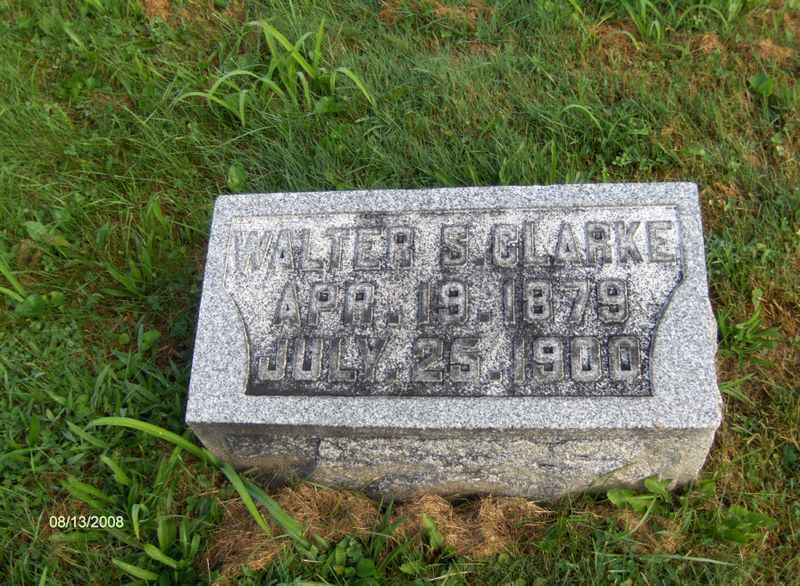 WALTER S. CLARKE
APR. 19. 1879
JULY. 25. 1900
08/13/2008